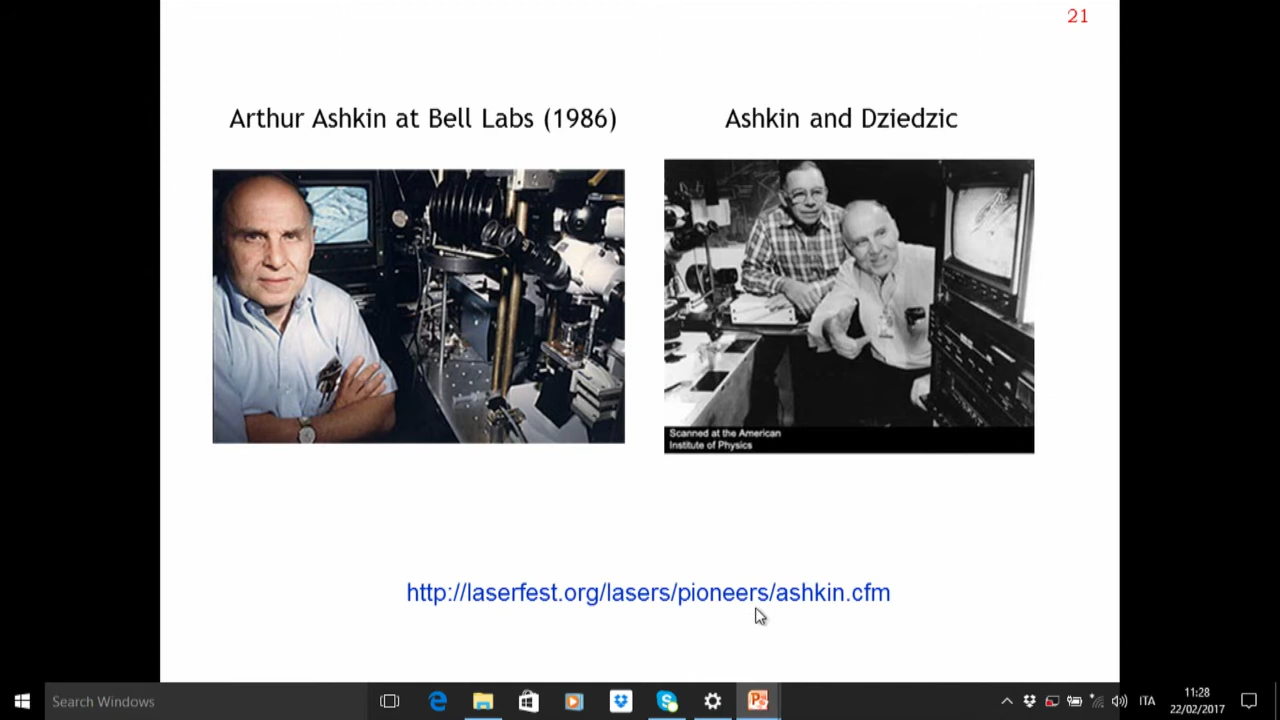 21
Arthur Ashkin at Bell Labs (1986)
Ashkin and Dziedzic
Scanned at the American
Institute of Physics
http://laserfest.org/lasers/pioneers/ashkin.cfm
Search Windows
ITA
11:28
22/02/2017